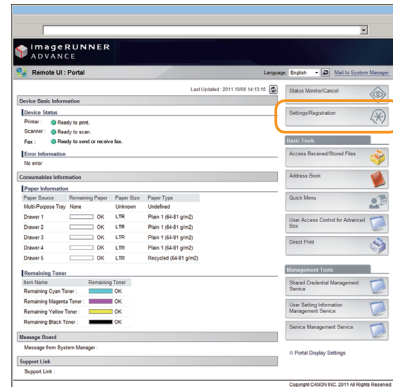 imageRUNNER
ADVANCE
Remote UI : Portal
Language: English Mail to System Manager
Last Updated : 2011 10/06 14:13:16
Device Basic Information
Device Status
Printer : Ready to print.
Scanner : Ready to scan.
Fax : Ready to send or receive fax.
Error Information
No error
Consumables Information
Paper Information
Paper Source Remaining Paper Paper Size Paper Type
Multi-Purpose Tray None Unknown Undefined
Drawer 1 OK LTR Plain 1 (64-81 g/m2)
Drawer 2 OK LTR Plain 1 (64-81 g/m2)
Drawer 3 OK LTR Plain 1 (64-81 g/m2)
Drawer 4 OK LTR Plain 1 (64-81 g/m2)
Drawer 5 OK LTR Recycled (64-81 g/m2)
Remaining Toner
Item Name Remaining Toner
Remaining Cyan Toner : OK
Remaining Magenta Toner : OK
Remaining Yellow Toner : OK
Remaining Black Toner : OK
Message Board
Message from System Manager :
Support Link
Support Link :
Status Monitor/Cancel
Settings/Registration
Basic Tools
Access Received/Stored Files
Address Book
Quick Menu
User Access Control for Advanced
Box
Direct Print
Management Tools
Shared Credential Management
Service
User Setting Information
Management Service
Service Management Service
Portal Display Settings
Copyright CANON INC. 2011 All Rights Reserved